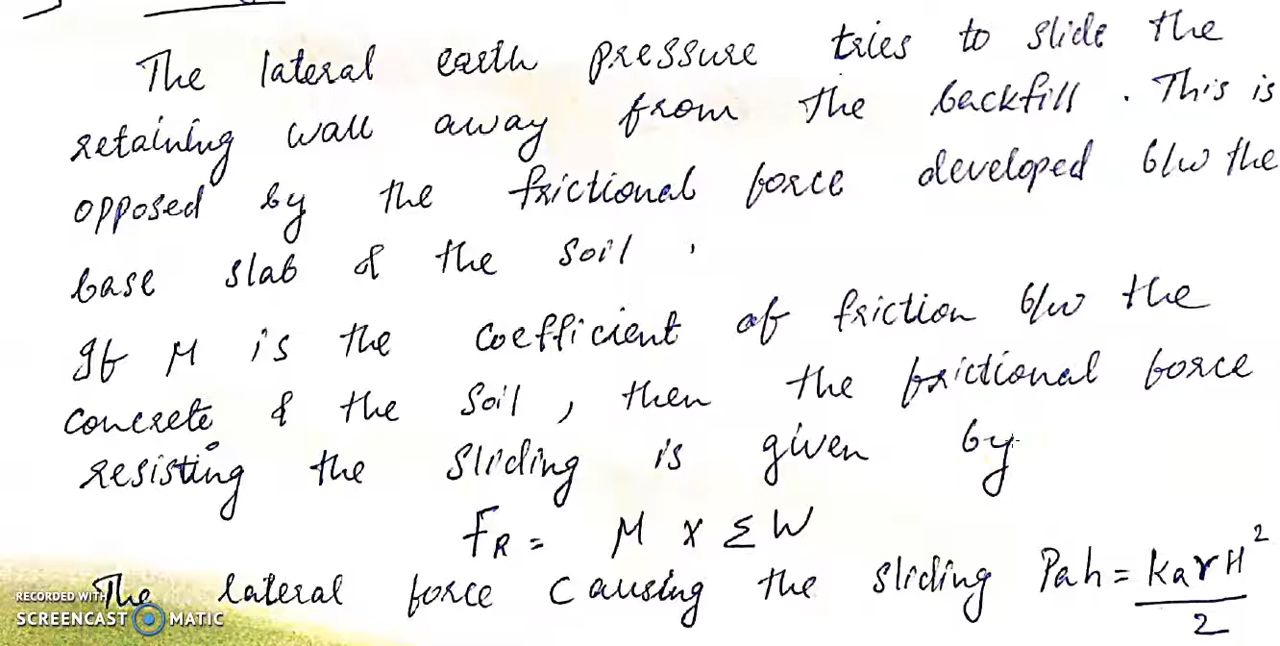 The lateral earth pressure tries to slide the
retaining wall away from the backfill. This is
opposed by the frictional force developed b/w the
base slab & the soil.
If μ is the coefficient of friction b/w the
concrete & the soil, then the frictional force
resisting the sliding is given by
FR = μ x ΣW
The lateral force causing the sliding Pah = kaγH²/2
RECORDED WITH
SCREENCAST MATIC